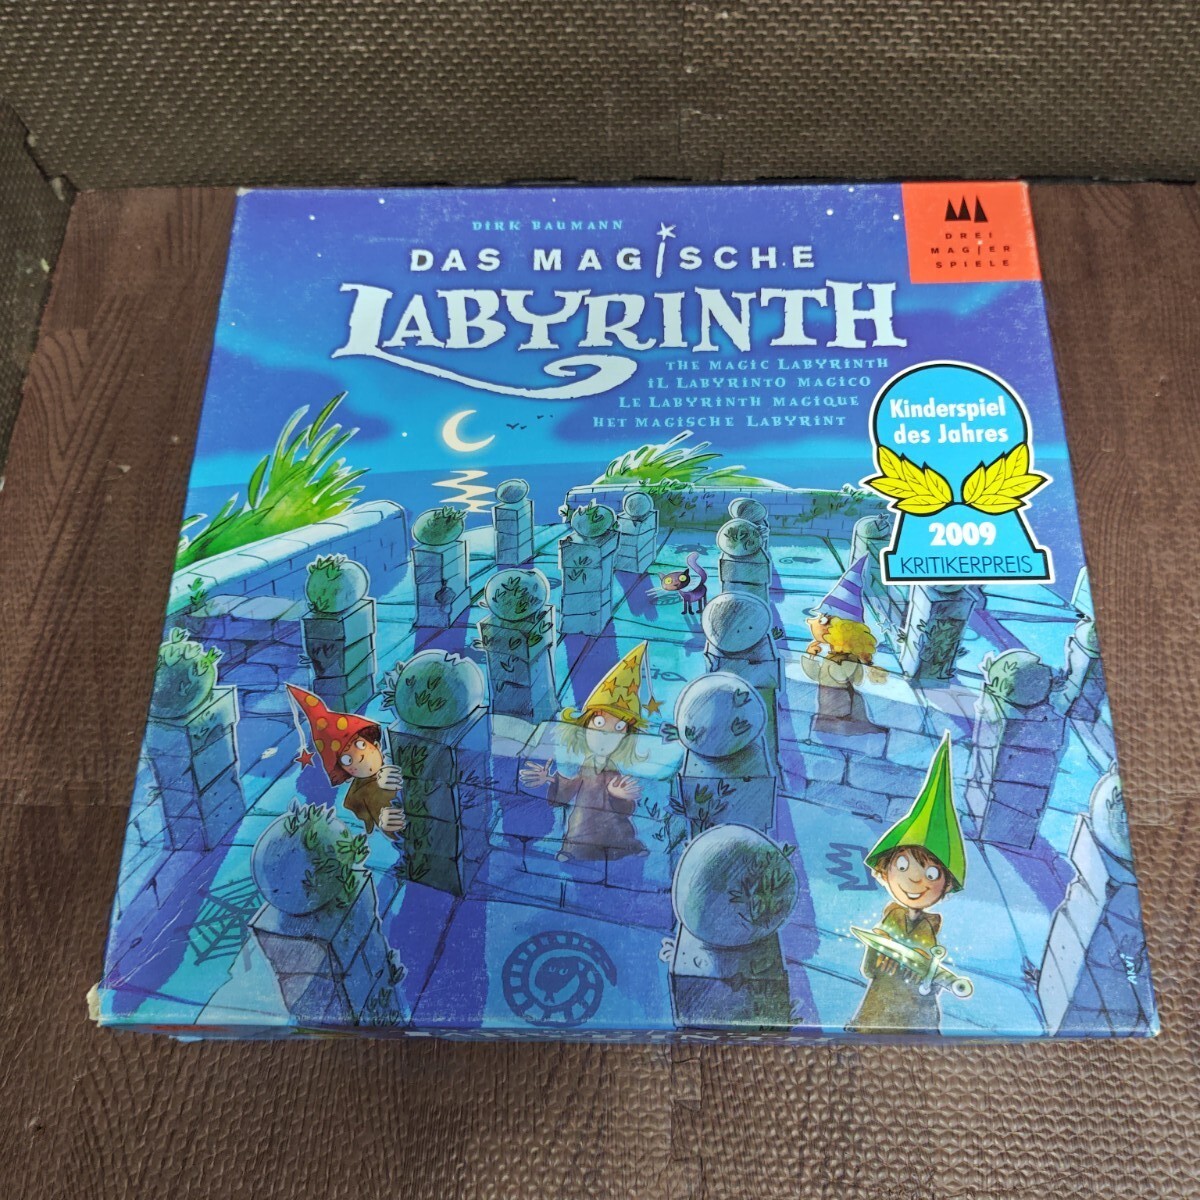 DIRK BAUMANN
DAS MAGISCHE
LABYRINTH
THE MAGIC LABYRINTH
IL LABYRINTO MAGICO
LE LABYRINTH MAGIQUE
HET MAGISCHE LABYRINT
DREI
MAGIER
SPIELE
Kinderspiel
des Jahres
2009
KRITIKERPREIS